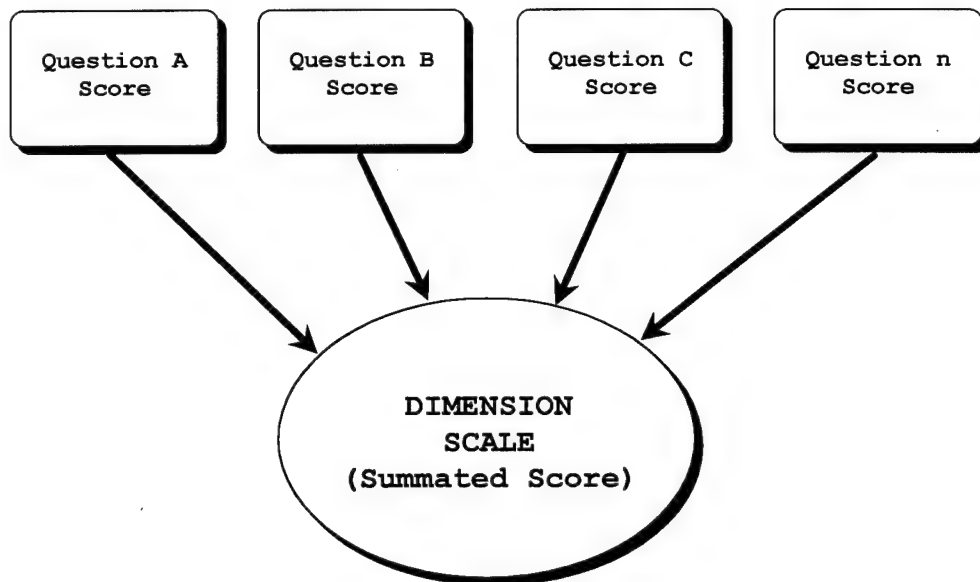 Question A
Score
Question B
Score
Question C
Score
Question n
Score
DIMENSION
SCALE
(Summated Score)